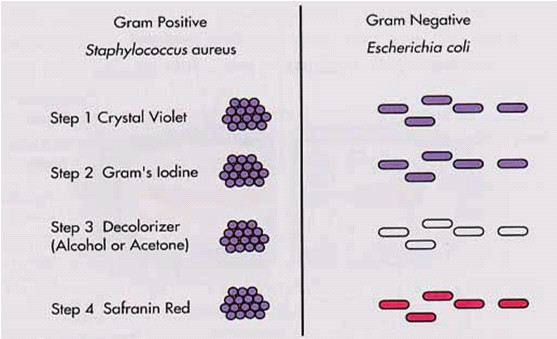 Gram Positive
Staphylococcus aureus
Gram Negative
Escherichia coli
Step 1 Crystal Violet
Step 2 Gram's Iodine
Step 3 Decolorizer
(Alcohol or Acetone)
Step 4 Safranin Red